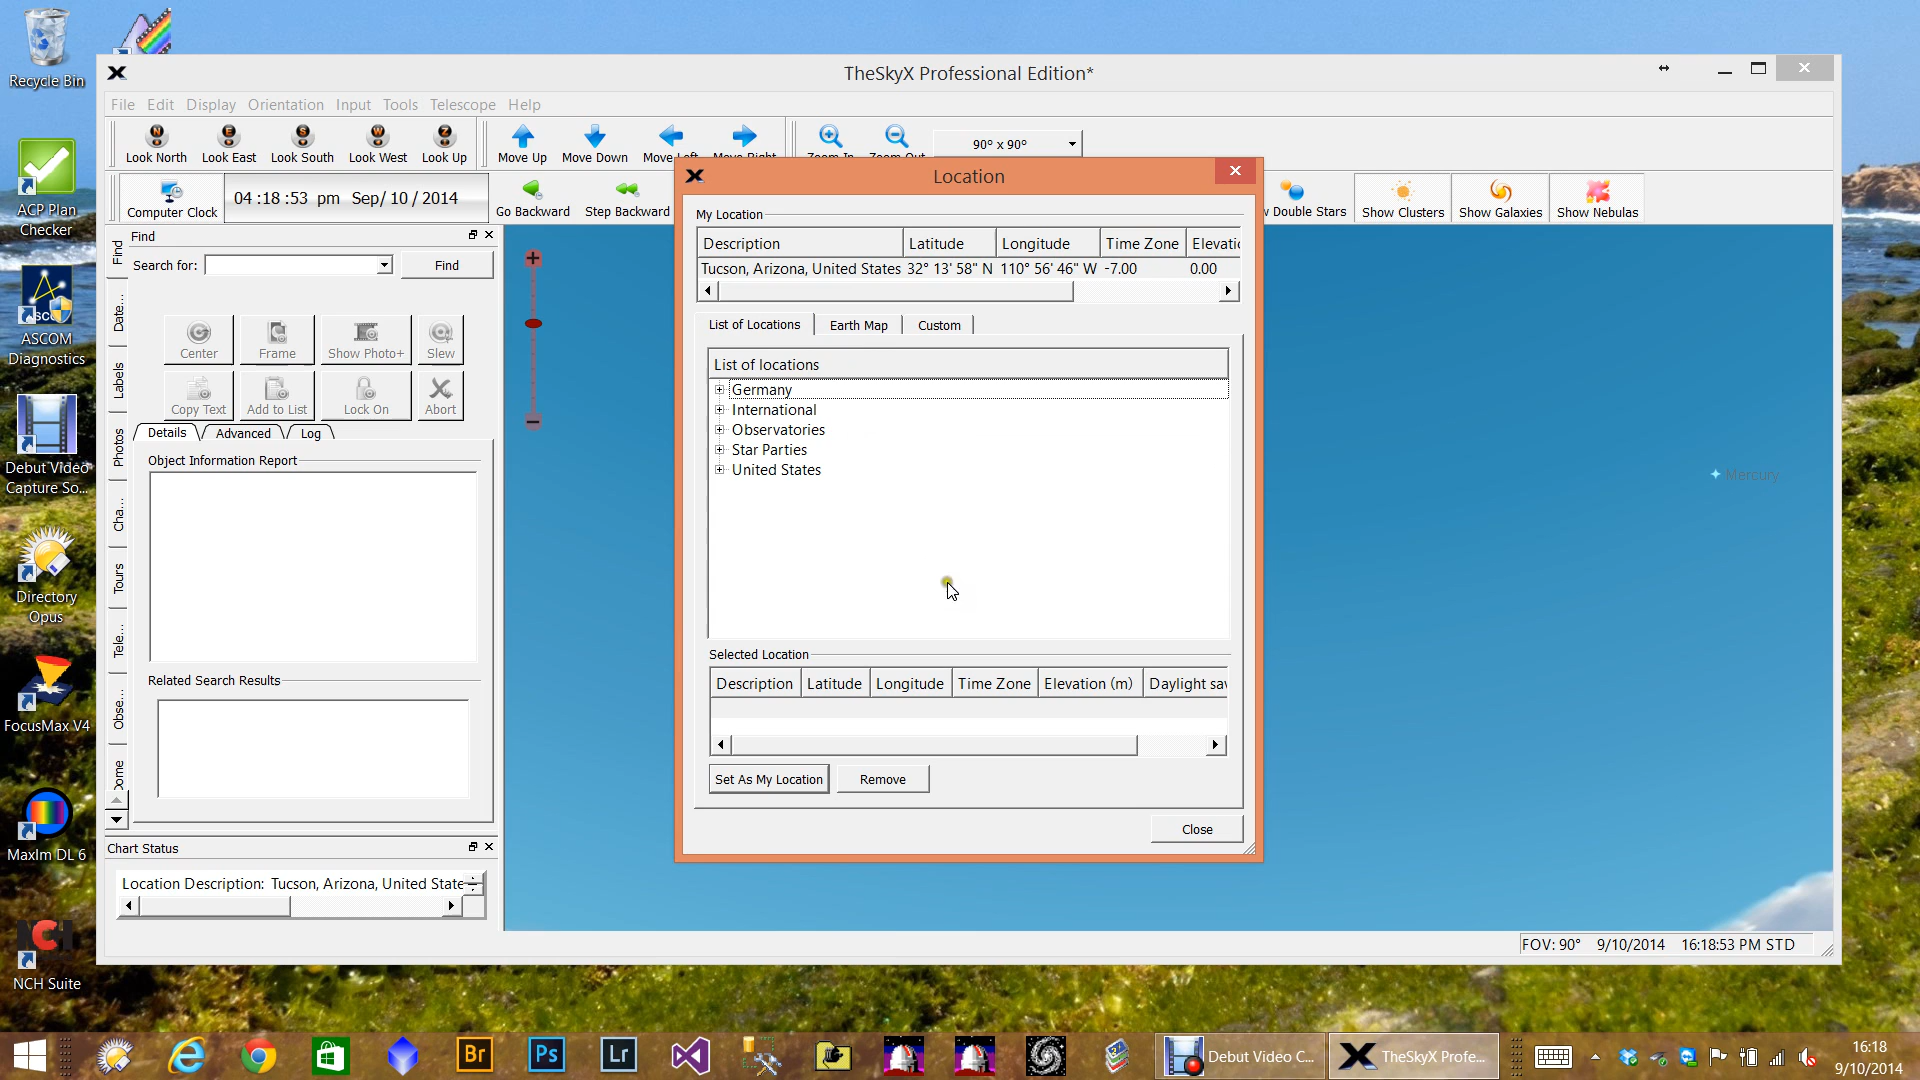 Recycle Bin
ACP Plan
Checker
ASCOM
Diagnostics
Debut Video
Capture So...
Directory
Opus
FocusMax V4
MaxIm DL 6
NCH Suite
TheSkyX Professional Edition*
File Edit Display Orientation Input Tools Telescope Help
N E S W Z
Look North Look East Look South Look West Look Up Move Up Move Down Move Left Move Right Zoom In Zoom Out 90° x 90°
Computer Clock 04 :18 :53 pm Sep/ 10 / 2014 Go Backward Step Backward Double Stars Show Clusters Show Galaxies Show Nebulas
Find
Search for: Find
Center Frame Show Photo+ Slew
Copy Text Add to List Lock On Abort
Details Advanced Log
Object Information Report
Related Search Results
Find
Date...
Labels
Photos
Cha...
Tours
Tele...
Obse...
Dome
Chart Status
Location Description: Tucson, Arizona, United State
Location
My Location
Description Latitude Longitude Time Zone Elevatio
Tucson, Arizona, United States 32° 13' 58" N 110° 56' 46" W -7.00 0.00
List of Locations Earth Map Custom
List of locations
Germany
International
Observatories
Star Parties
United States
Selected Location
Description Latitude Longitude Time Zone Elevation (m) Daylight sav
Set As My Location Remove
Close
Mercury
FOV: 90° 9/10/2014 16:18:53 PM STD
Br Ps Lr
Debut Video C...
TheSkyX Profe...
16:18
9/10/2014